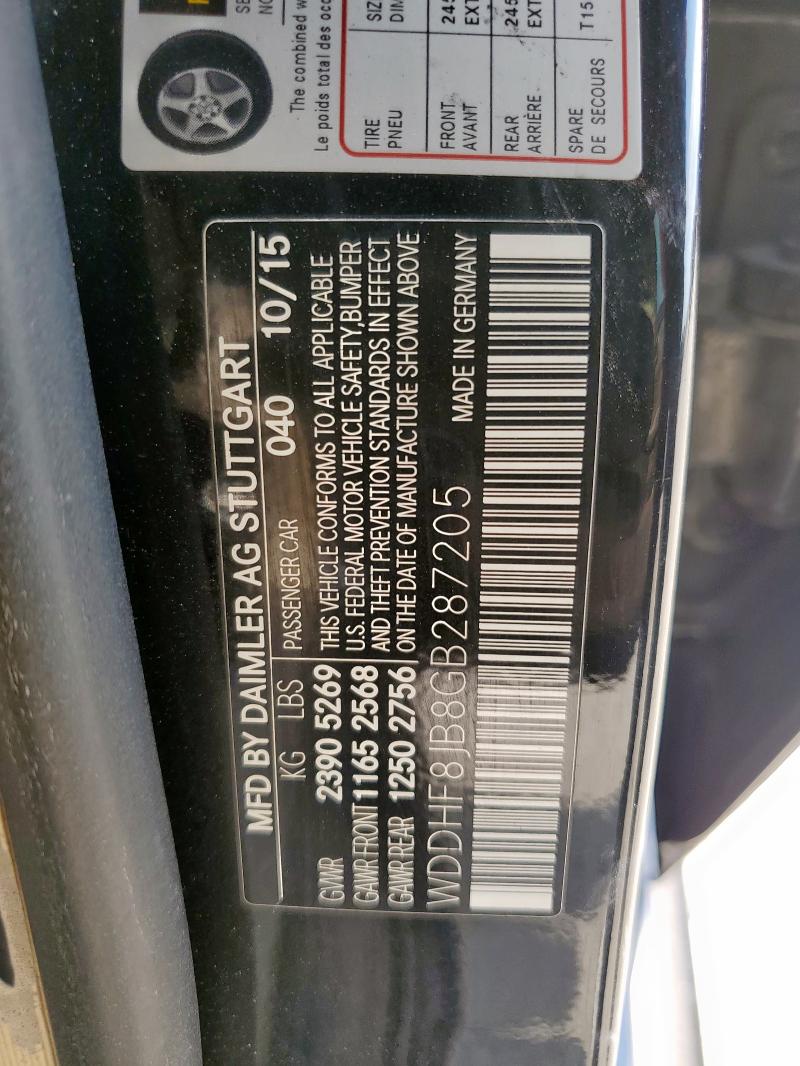 MFD BY DAIMLER AG STUTTGART
KG LBS PASSENGER CAR 040 10/15
GVWR 2390 5269
GAWR FRONT 1165 2568
GAWR REAR 1250 2756
THIS VEHICLE CONFORMS TO ALL APPLICABLE
U.S. FEDERAL MOTOR VEHICLE SAFETY,BUMPER
AND THEFT PREVENTION STANDARDS IN EFFECT
ON THE DATE OF MANUFACTURE SHOWN ABOVE
WDDHF8JB8GB287205 MADE IN GERMANY
The combined
Le poids total des
TIRE
PNEU
FRONT
AVANT
REAR
ARRIÈRE
SPARE
DE SECOURS
T15